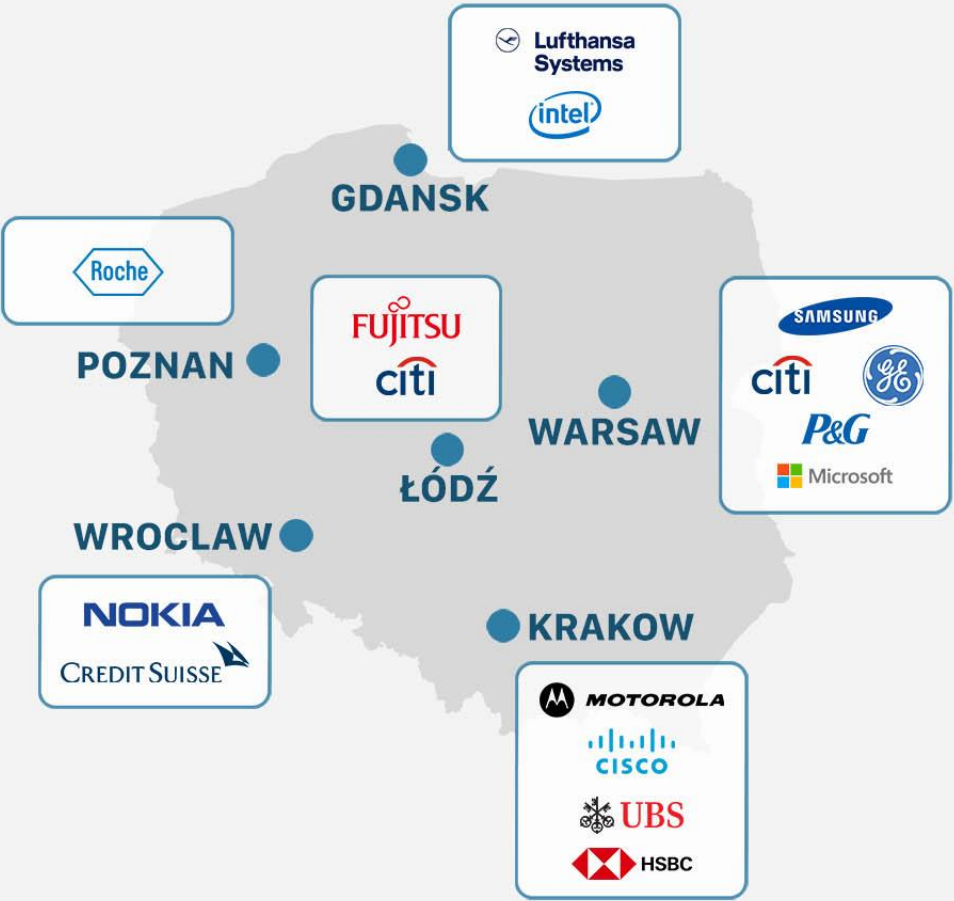 Lufthansa
Systems
intel
GDANSK
Roche
POZNAN
FUJITSU
citi
ŁÓDŹ
WARSAW
SAMSUNG
citi GE
P&G
Microsoft
WROCLAW
NOKIA
CREDIT SUISSE
KRAKOW
MOTOROLA
CISCO
UBS
HSBC